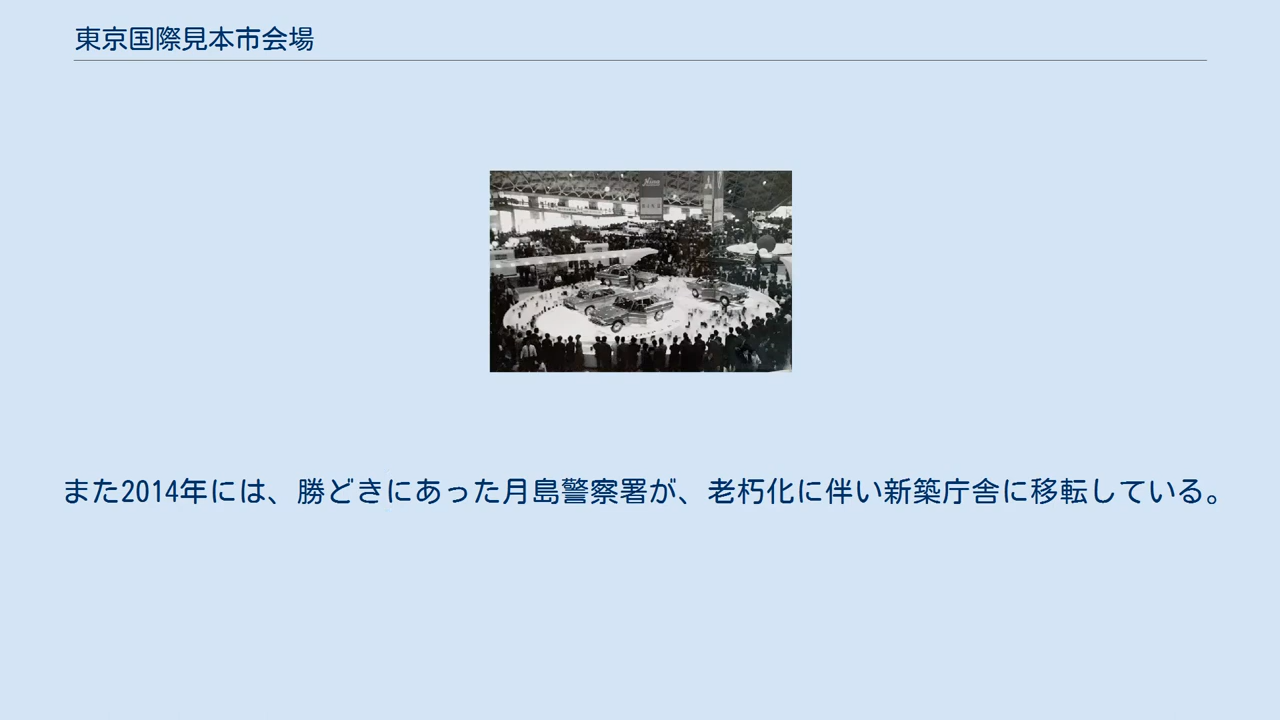 東京国際見本市会場
また2014年には、勝どきにあった月島警察署が、老朽化に伴い新築庁舎に移転している。